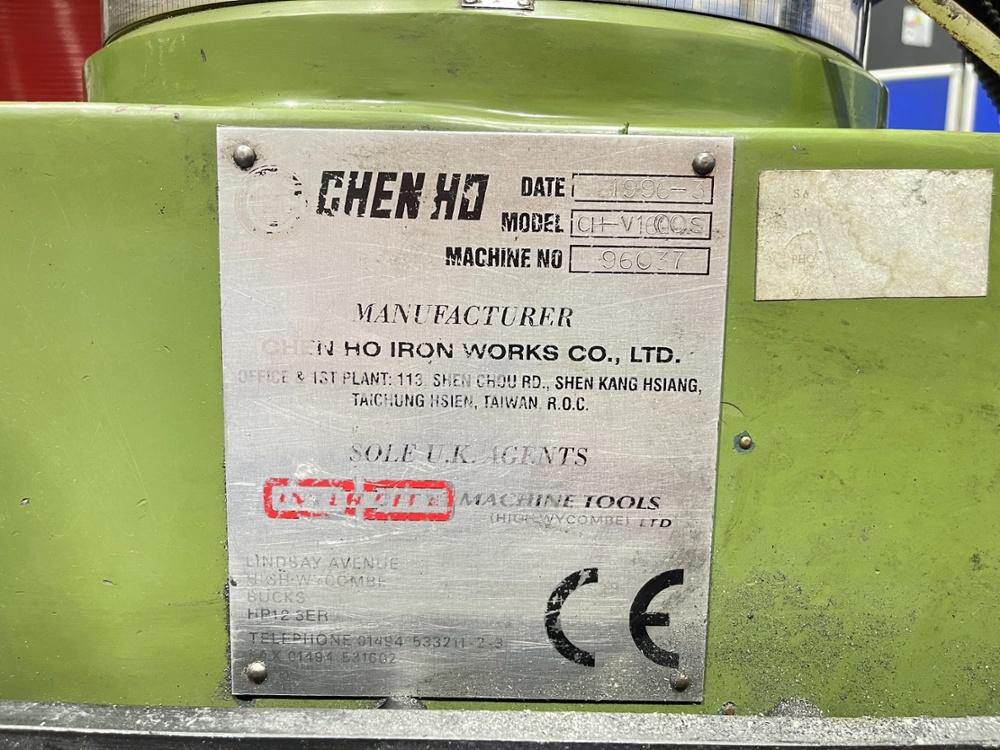 CHEN HO
DATE 1996-3
MODEL CH-V1600S
MACHINE NO 96037
MANUFACTURER
CHEN HO IRON WORKS CO., LTD.
OFFICE & 1ST PLANT: 113, SHEN CHOU RD., SHEN KANG HSIANG,
TAICHUNG HSIEN, TAIWAN, R.O.C.
SOLE U.K. AGENTS
MACHINE TOOLS
(HIGH WYCOMBE) LTD
LINDSAY AVENUE
HIGH WYCOMBE
BUCKS
HP12 3ER
TELEPHONE 01494 533211-2-3
FAX 01494 531602
CE